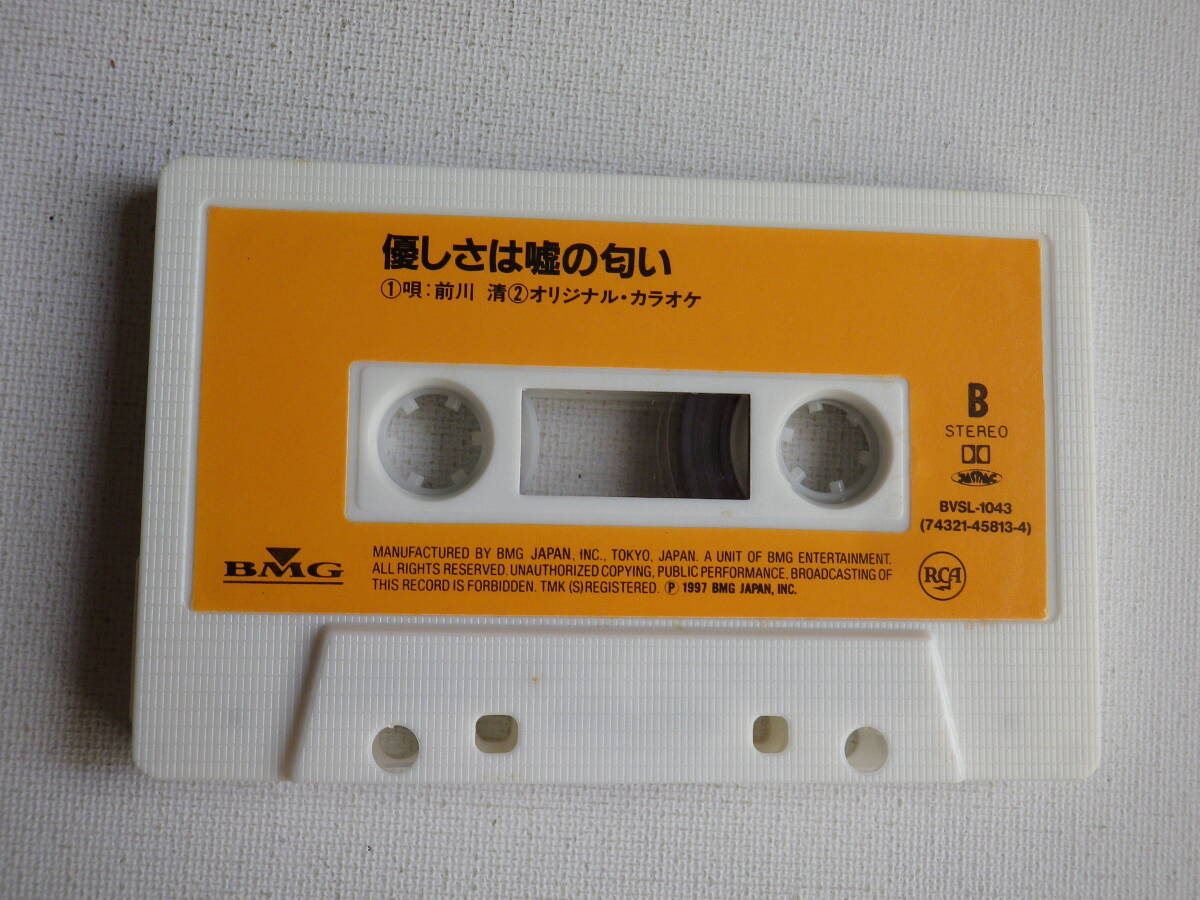 優しさは嘘の匂い
①唄：前川 清②オリジナル・カラオケ
B
STEREO
BVSL-1043
(74321-45813-4)
BMG
MANUFACTURED BY BMG JAPAN, INC., TOKYO, JAPAN. A UNIT OF BMG ENTERTAINMENT.
ALL RIGHTS RESERVED. UNAUTHORIZED COPYING, PUBLIC PERFORMANCE, BROADCASTING OF
THIS RECORD IS FORBIDDEN. TMK (S) REGISTERED. Ⓟ 1997 BMG JAPAN, INC.
RCA